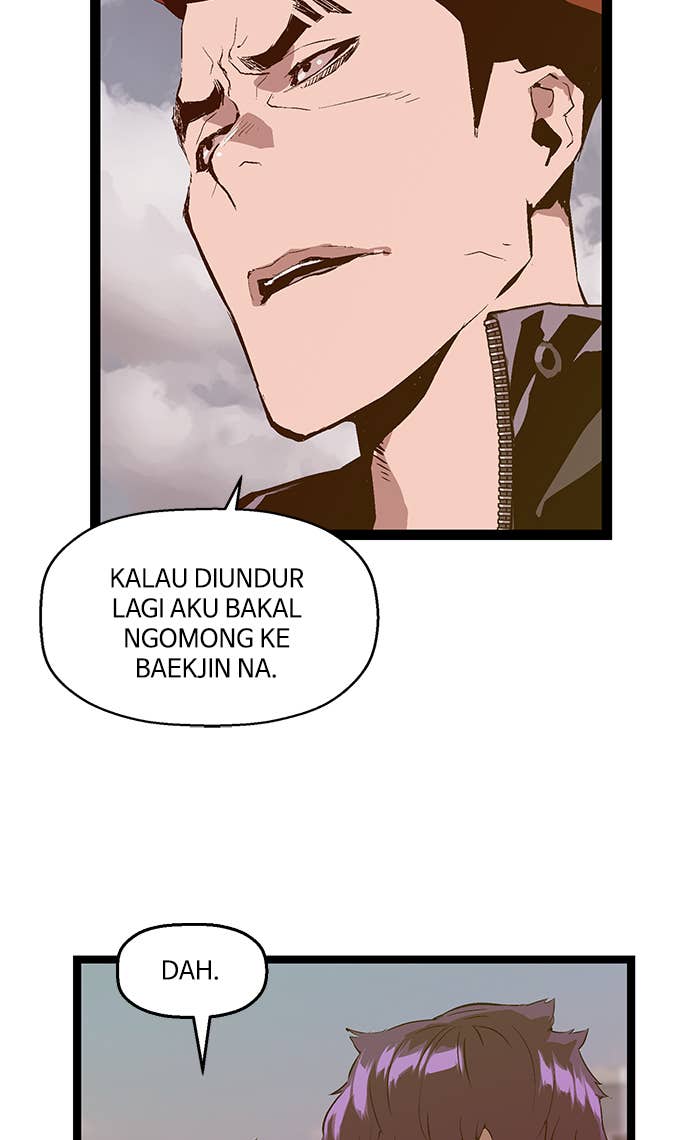 KALAU DIUNDUR
LAGI AKU BAKAL
NGOMONG KE
BAEKJIN NA.
DAH.